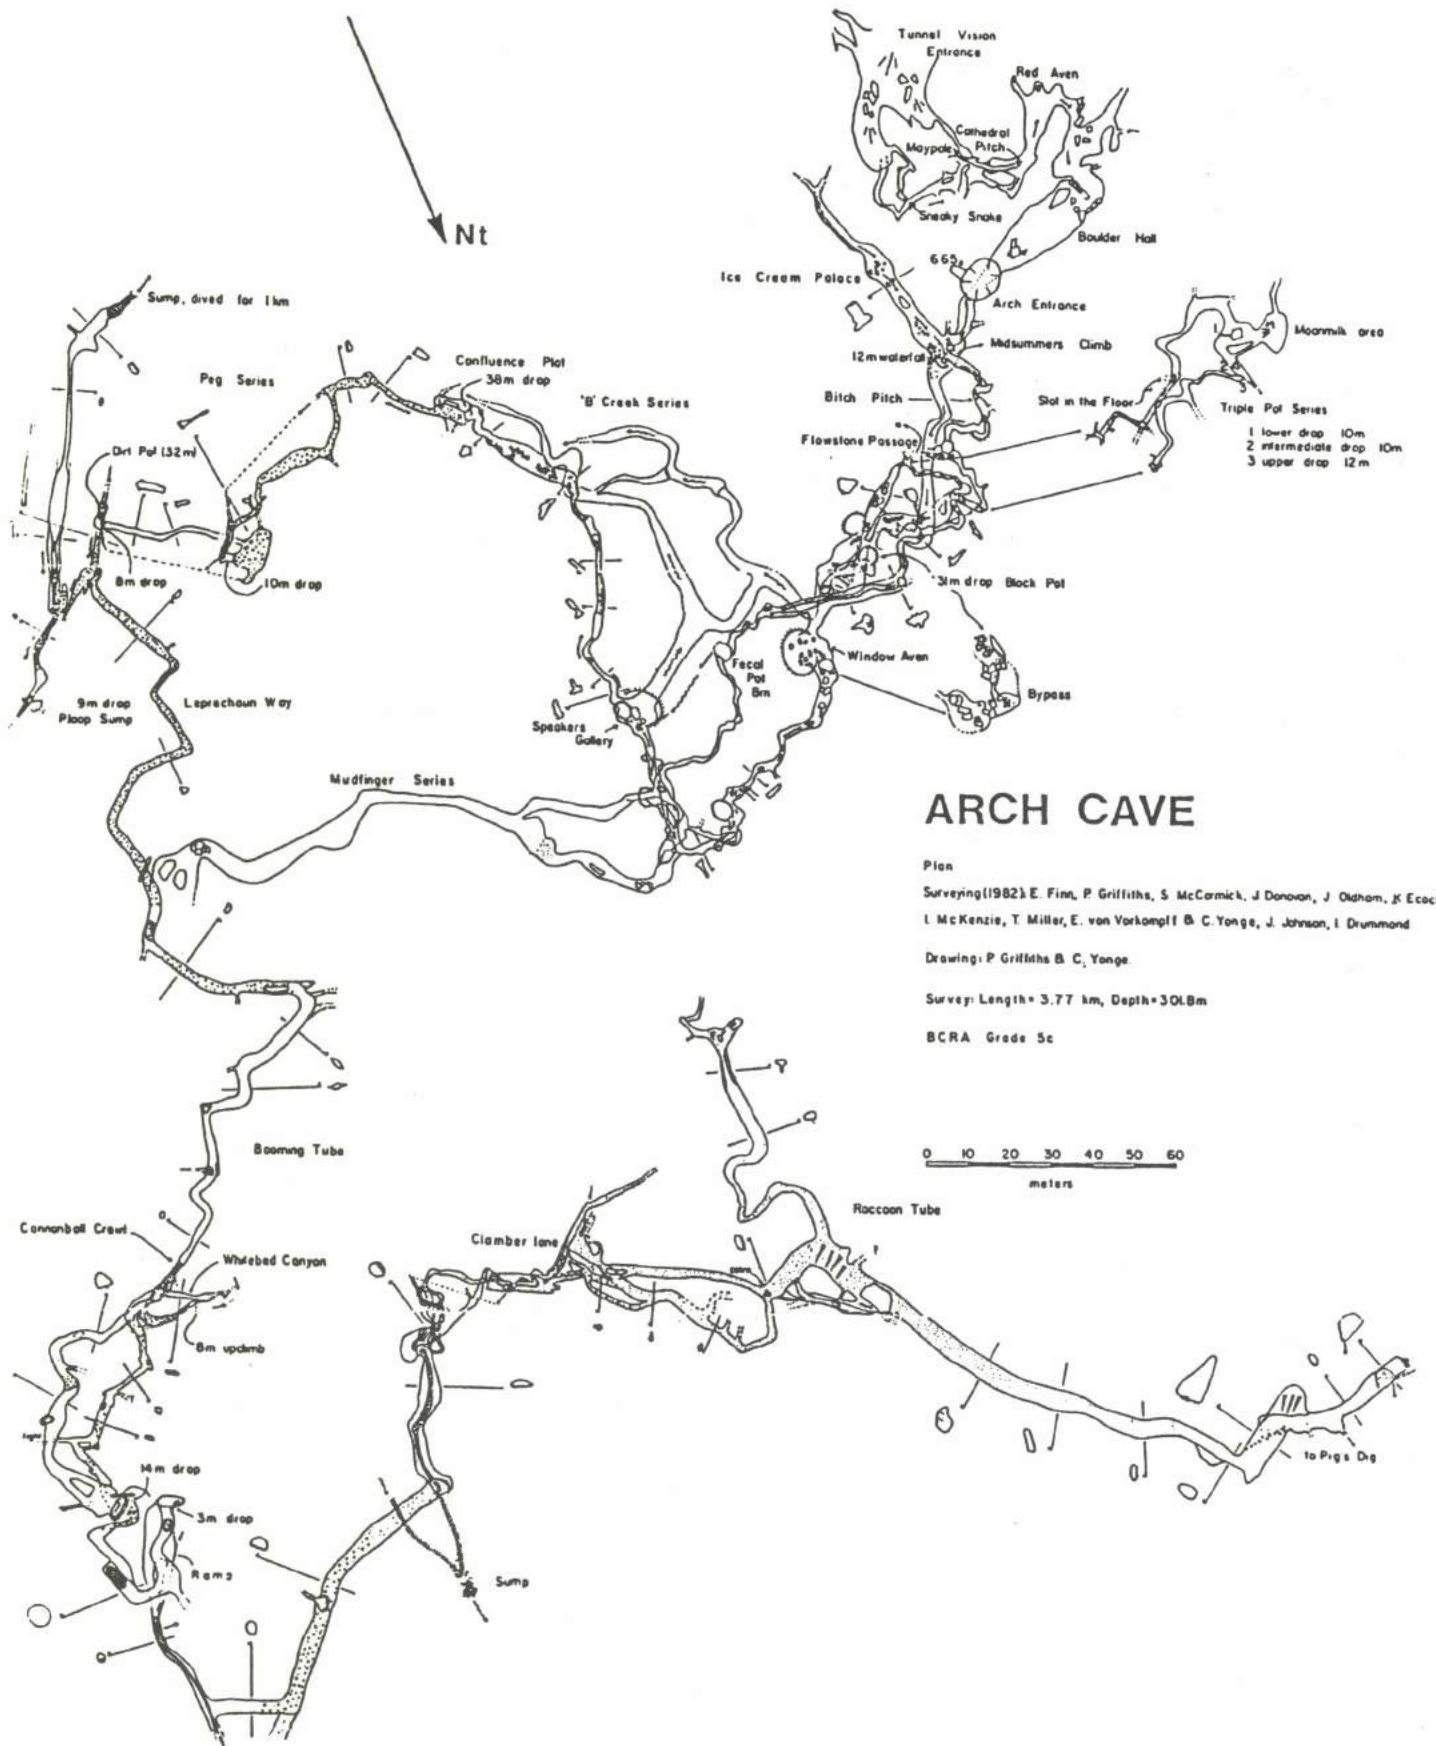 Tunnel Vision
Entrance
Red Aven
Cathedral
Pitch
Maypole
Sneaky Snake
Boulder Hall
Nt
665
Ice Cream Palace
Arch Entrance
Sump, dived for 1km
Midsummers Climb
Moonmilk area
12m waterfall
Confluence Plot
38m drop
Peg Series
'B' Creek Series
Bitch Pitch
Slot in the Floor
Triple Pot Series
1 lower drop 10m
2 intermediate drop 10m
3 upper drop 12m
1
3
Flowstone Passage
Dirt Pot (32m)
8m drop
10m drop
31m drop Block Pot
Window Aven
Fecal
Pot
8m
Bypass
9m drop
Ploop Sump
Leprechaun Way
Speakers
Gallery
Mudfinger Series
ARCH CAVE
Plan
Surveying(1982): E. Finn, P. Griffiths, S. McCormick, J. Donovan, J. Oldham, K Ecoc
I. McKenzie, T. Miller, E. von Vorkampff & C. Yonge, J. Johnson, I. Drummond
Drawing: P Griffiths & C. Yonge.
Survey: Length= 3.77 km, Depth=301.8m
BCRA Grade 5c
0 10 20 30 40 50 60
meters
Booming Tube
Raccoon Tube
Cannonball Crawl
Clamber lane
Whitebed Canyon
8m upclimb
tight
14m drop
3m drop
Ramp
Sump
to Pig's Dig